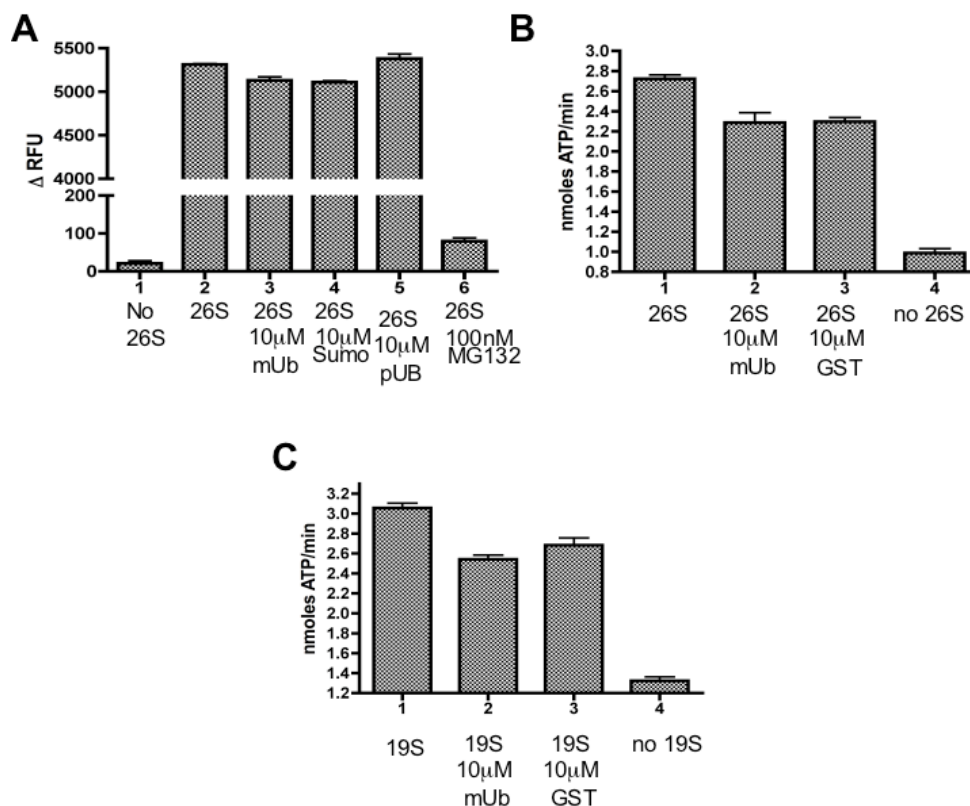 A
Δ RFU
5500
5000
4500
4000
200
100
0
1 2 3 4 5 6
No 26S
26S
26S 10μM mUb
26S 10μM Sumo
26S 10μM pUB
26S 100nM MG132
B
nmoles ATP/min
3.0
2.8
2.6
2.4
2.2
2.0
1.8
1.6
1.4
1.2
1.0
0.8
1 2 3 4
26S
26S 10μM mUb
26S 10μM GST
no 26S
C
nmoles ATP/min
3.2
3.0
2.8
2.6
2.4
2.2
2.0
1.8
1.6
1.4
1.2
1 2 3 4
19S
19S 10μM mUb
19S 10μM GST
no 19S